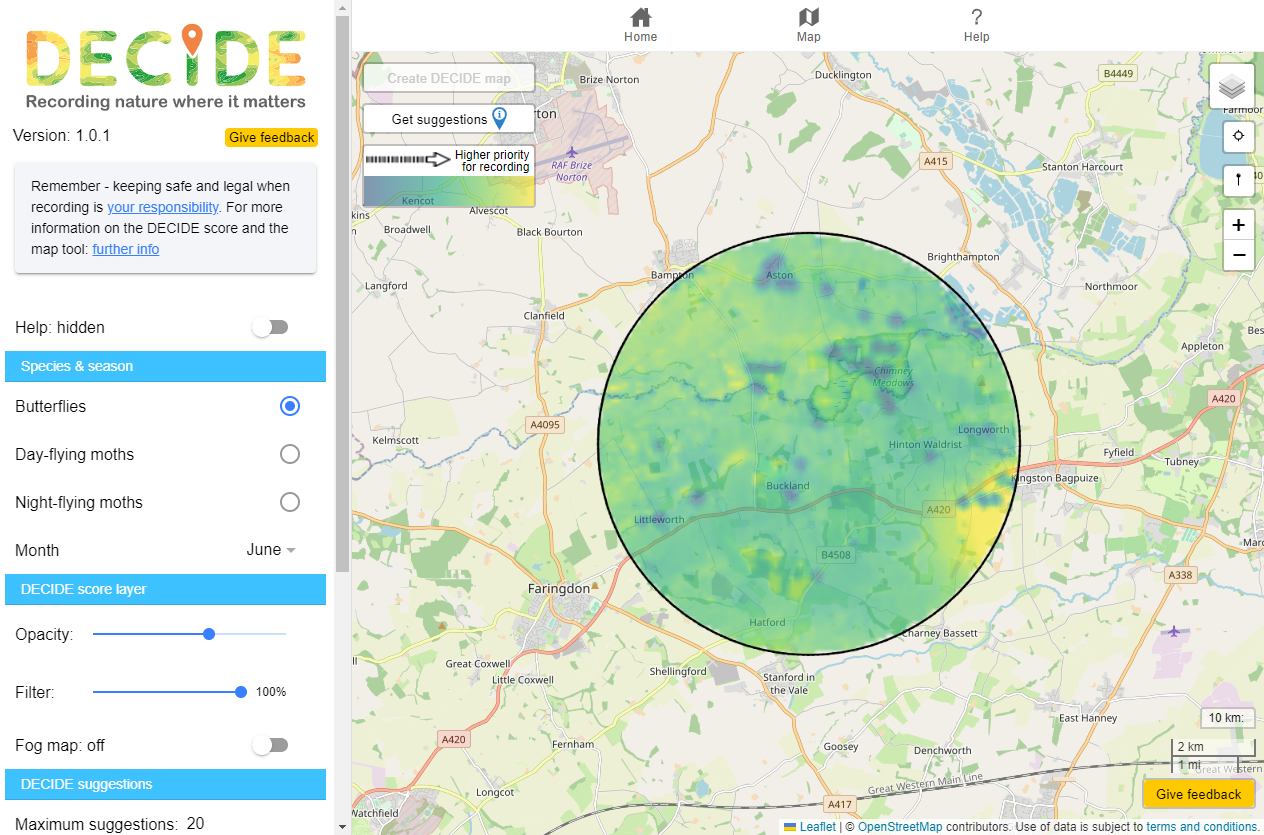 DECIDE
Recording nature where it matters
Version: 1.0.1
Give feedback
Remember - keeping safe and legal when
recording is your responsibility. For more
information on the DECIDE score and the
map tool: further info
Help: hidden
Species & season
Butterflies
Day-flying moths
Night-flying moths
Month
June
DECIDE score layer
Opacity:
Filter:
100%
Fog map: off
DECIDE suggestions
Maximum suggestions: 20
Home
Map
?
Help
Create DECIDE map
Get suggestions
Higher priority
for recording
Brize Norton
Ducklington
B4449
RAF Brize
Norton
A415
Stanton Harcourt
Kencot
Alvescot
Broadwell
Black Bourton
Brighthampton
Bampton
Aston
Langford
Northmoor
Clanfield
Appleton
Chimney
Meadows
A420
A4095
Kelmscott
Longworth
Hinton Waldrist
Fyfield
Tubney
Kingston Bagpuize
Buckland
A420
Littleworth
B4508
A338
Faringdon
Hatford
Charney Bassett
Great Coxwell
Little Coxwell
Shellingford
Stanford in
the Vale
East Hanney
A420
Fernham
Goosey
Denchworth
Longcot
Great Western Main Line
Great Western
A417
Watchfield
+
−
10 km:
2 km
1 mi
Give feedback
Leaflet | © OpenStreetMap contributors. Use of data is subject to terms and conditions.